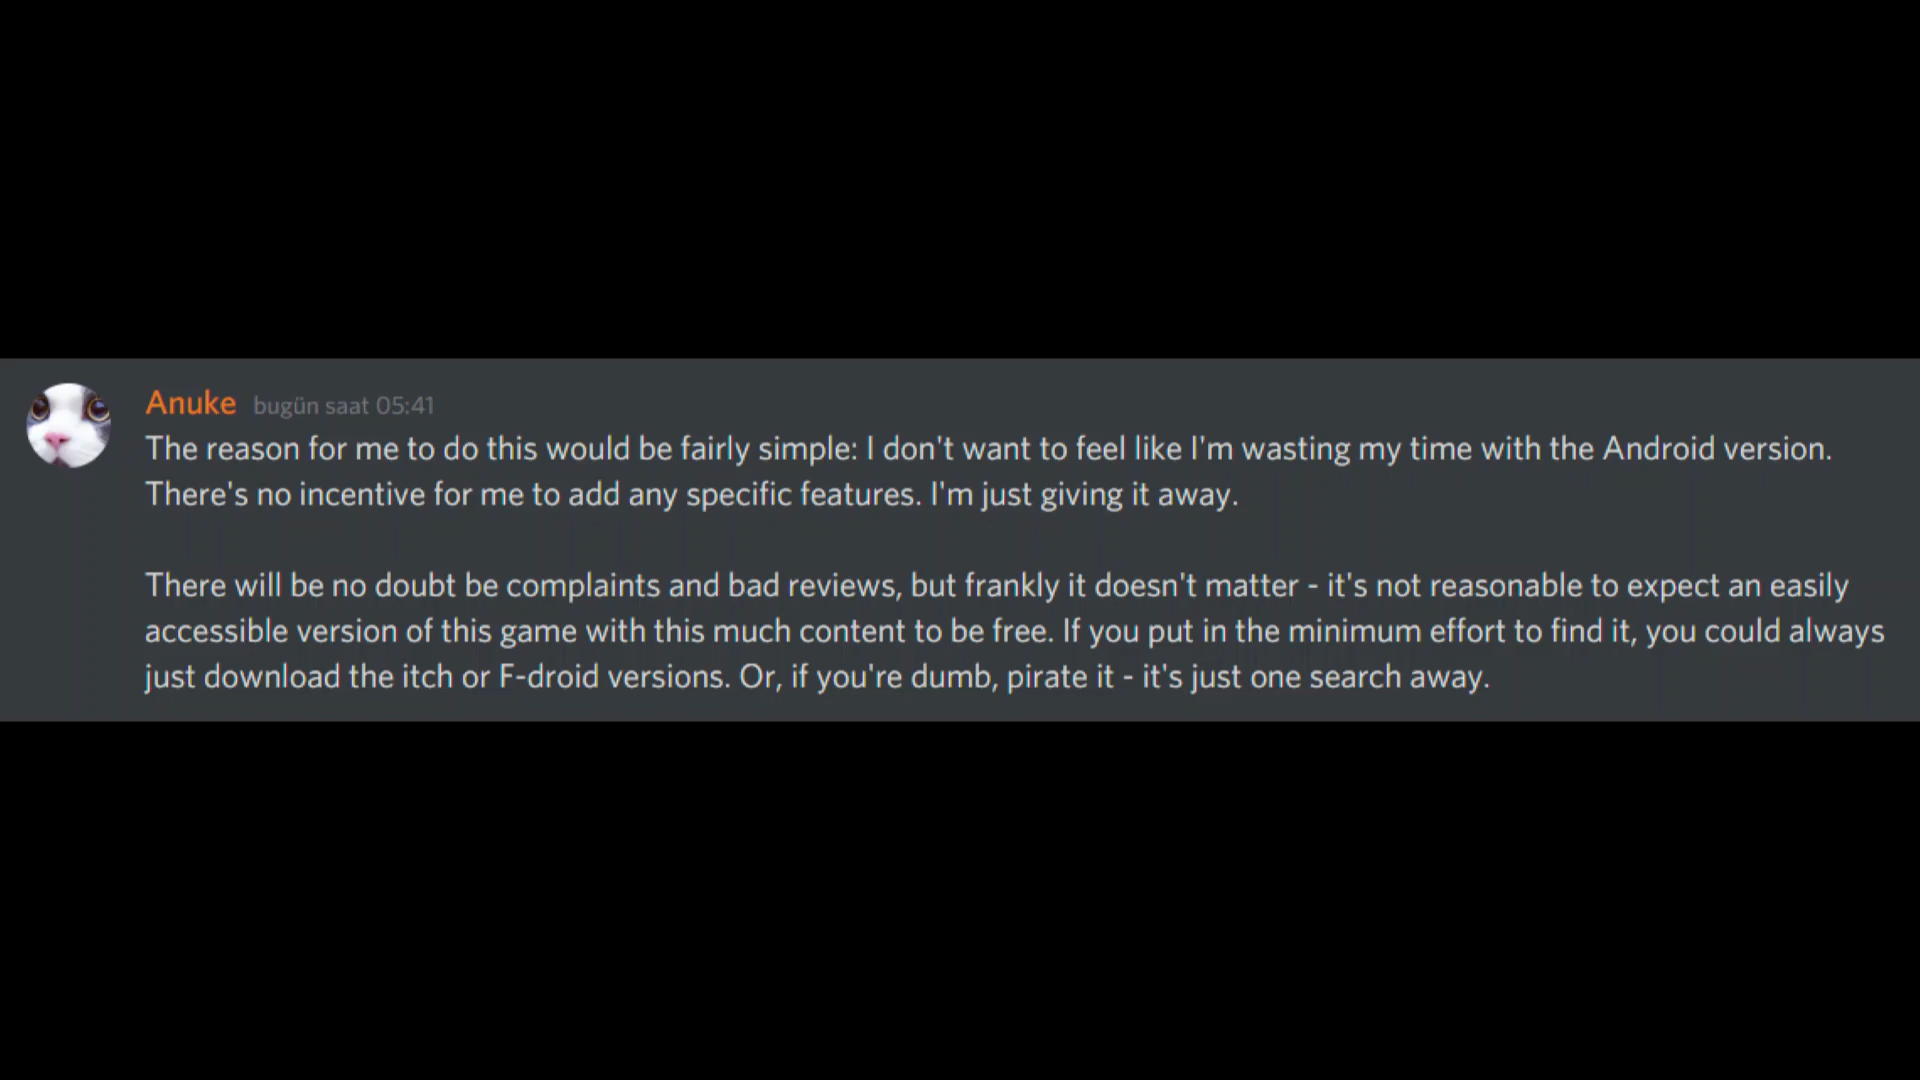 Anuke bugün saat 05:41
The reason for me to do this would be fairly simple: I don't want to feel like I'm wasting my time with the Android version.
There's no incentive for me to add any specific features. I'm just giving it away.
There will be no doubt be complaints and bad reviews, but frankly it doesn't matter - it's not reasonable to expect an easily
accessible version of this game with this much content to be free. If you put in the minimum effort to find it, you could always
just download the itch or F-droid versions. Or, if you're dumb, pirate it - it's just one search away.